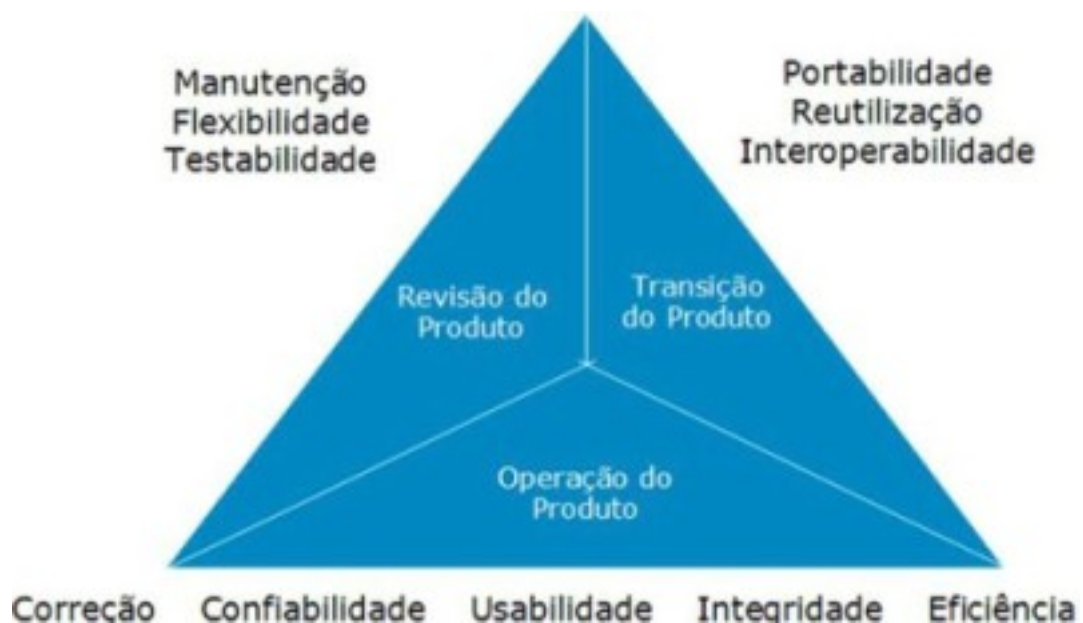 Manutenção
Flexibilidade
Testabilidade
Portabilidade
Reutilização
Interoperabilidade
Revisão do
Produto
Transição
do Produto
Operação do
Produto
Correção Confiabilidade Usabilidade Integridade Eficiência